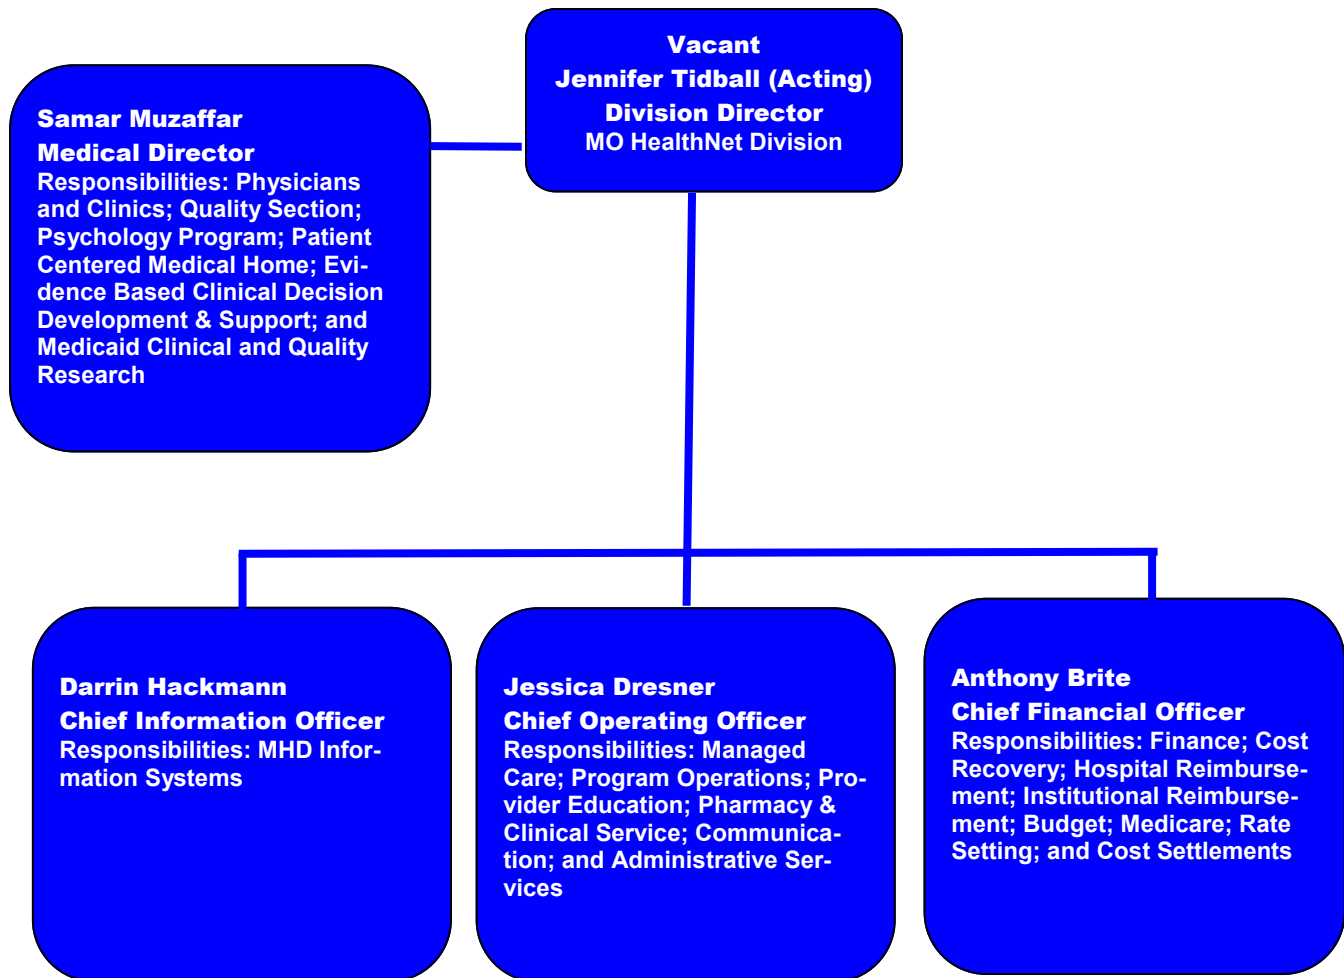 Vacant
Jennifer Tidball (Acting)
Division Director
MO HealthNet Division
Samar Muzaffar
Medical Director
Responsibilities: Physicians
and Clinics; Quality Section;
Psychology Program; Patient
Centered Medical Home; Evi-
dence Based Clinical Decision
Development & Support; and
Medicaid Clinical and Quality
Research
Darrin Hackmann
Chief Information Officer
Responsibilities: MHD Infor-
mation Systems
Jessica Dresner
Chief Operating Officer
Responsibilities: Managed
Care; Program Operations; Pro-
vider Education; Pharmacy &
Clinical Service; Communica-
tion; and Administrative Ser-
vices
Anthony Brite
Chief Financial Officer
Responsibilities: Finance; Cost
Recovery; Hospital Reimburse-
ment; Institutional Reimburse-
ment; Budget; Medicare; Rate
Setting; and Cost Settlements